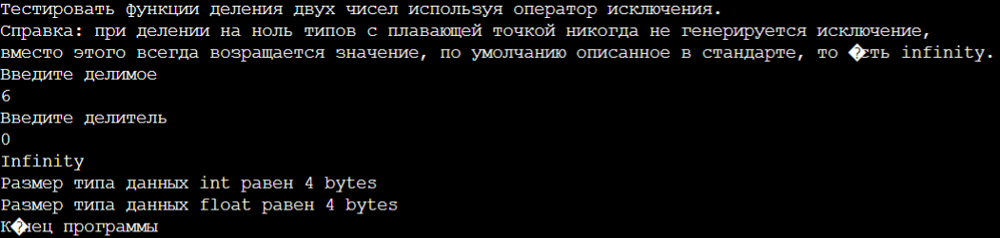 Тестировать функции деления двух чисел используя оператор исключения.
Справка: при делении на ноль типов с плавающей точкой никогда не генерируется исключение,
вместо этого всегда возращается значение, по умолчанию описанное в стандарте, то �сть infinity.
Введите делимое
6
Введите делитель
0
Infinity
Размер типа данных int равен 4 bytes
Размер типа данных float равен 4 bytes
К�нец программы